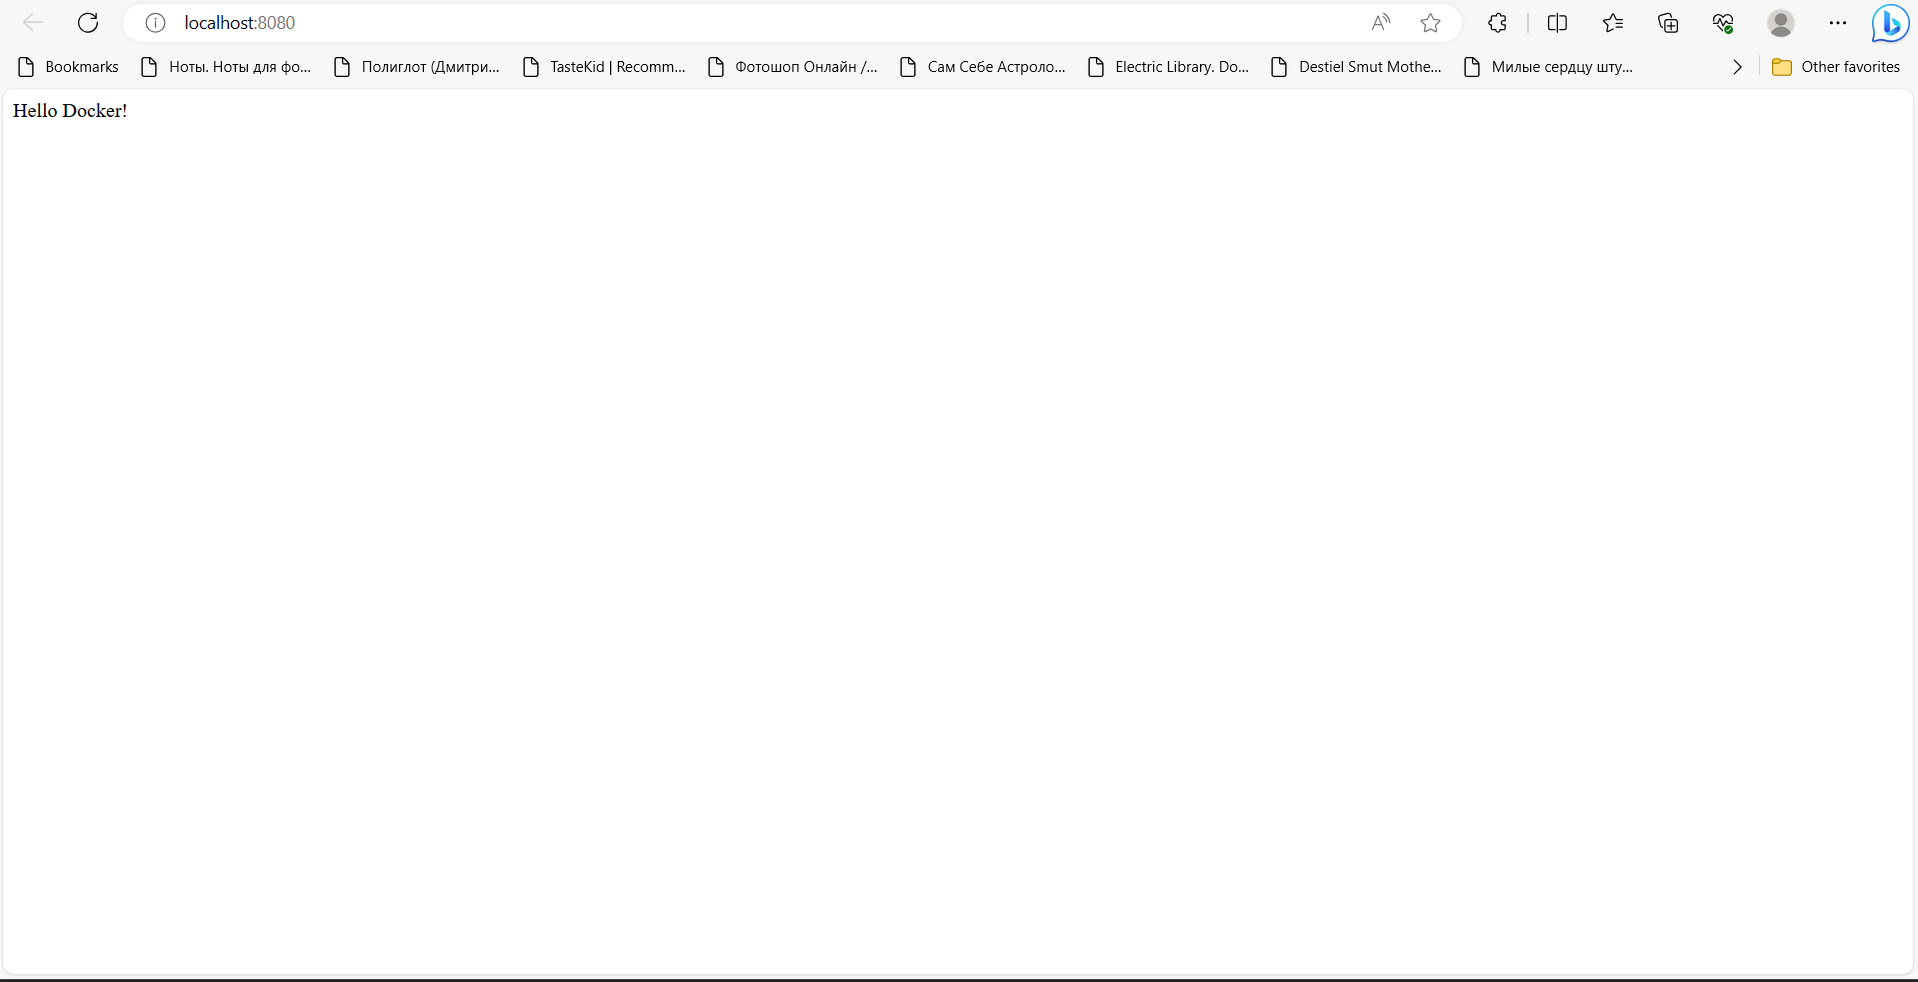 localhost:8080
Bookmarks Ноты. Ноты для фо... Полиглот (Дмитри... TasteKid | Recomm... Фотошоп Онлайн /... Сам Себе Астроло... Electric Library. Do... Destiel Smut Mothe... Милые сердцу шту... Other favorites
Hello Docker!